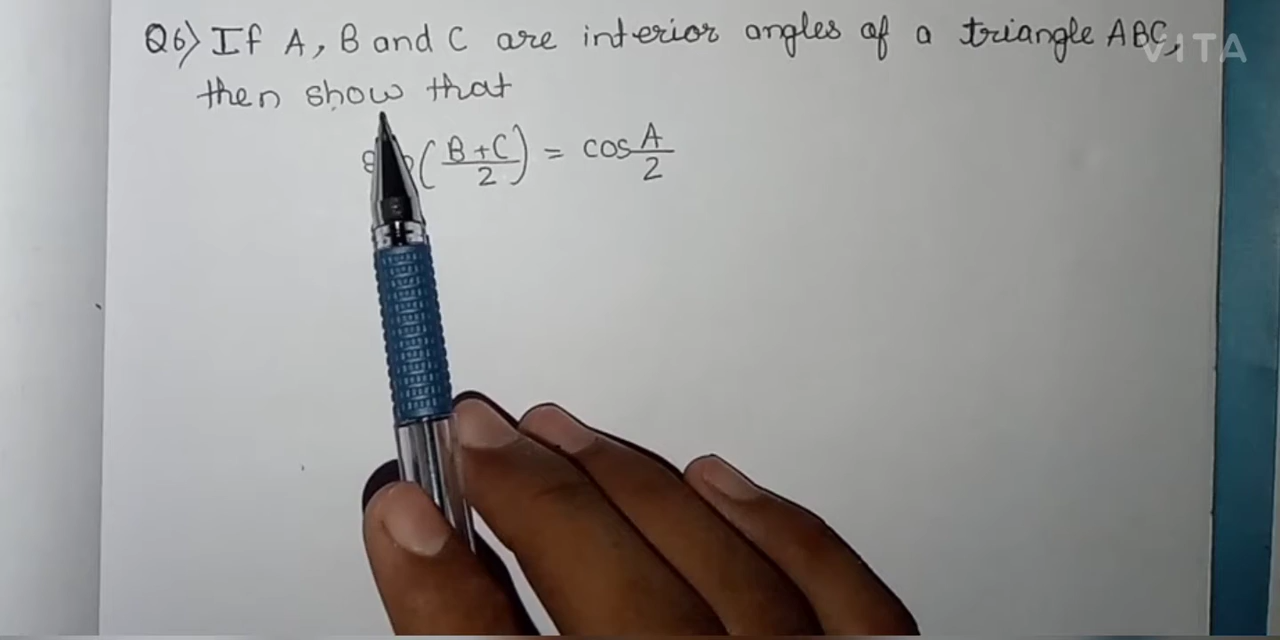 Q6) If A, B and C are interior angles of a triangle ABC,
then show that
(B+C/2) = cos A/2
VITA